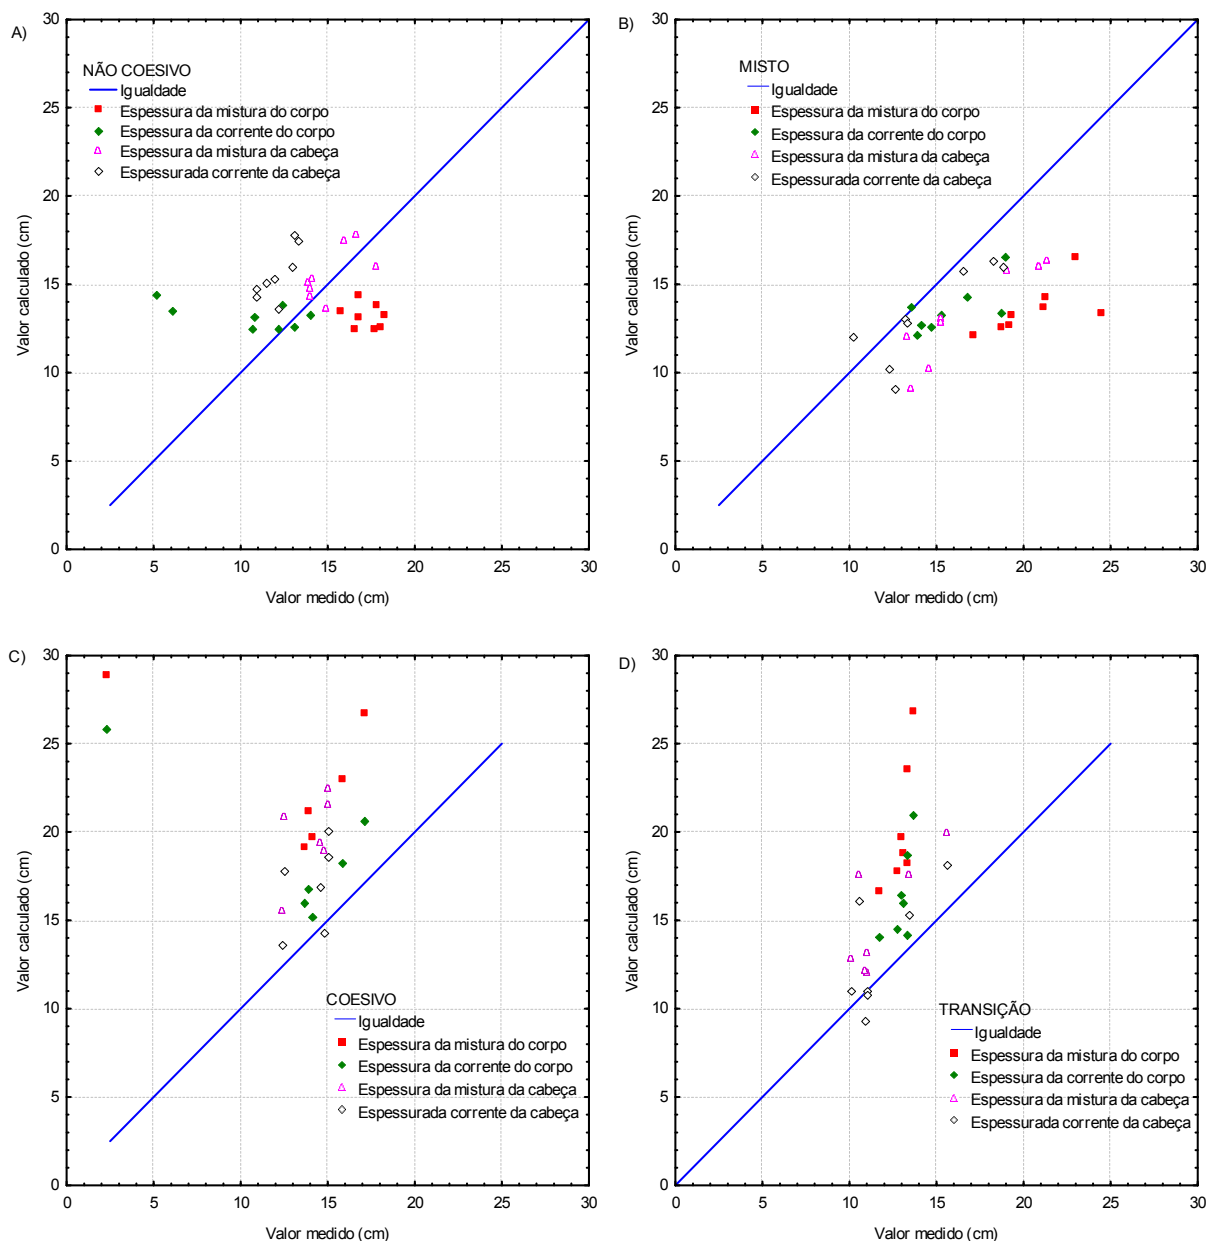 A)
NÃO COESIVO
Igualdade
Espessura da mistura do corpo
Espessura da corrente do corpo
Espessura da mistura da cabeça
Espessurada corrente da cabeça
Valor calculado (cm)
30
25
20
15
10
5
0
0 5 10 15 20 25 30
Valor medido (cm)
B)
MISTO
Igualdade
Espessura da mistura do corpo
Espessura da corrente do corpo
Espessura da mistura da cabeça
Espessurada corrente da cabeça
Valor calculado (cm)
30
25
20
15
10
5
0
0 5 10 15 20 25 30
Valor medido (cm)
C)
Valor calculado (cm)
30
25
20
15
10
5
0
COESIVO
Igualdade
Espessura da mistura do corpo
Espessura da corrente do corpo
Espessura da mistura da cabeça
Espessurada corrente da cabeça
0 5 10 15 20 25 30
Valor medido (cm)
D)
Valor calculado (cm)
30
25
20
15
10
5
0
TRANSIÇÃO
Igualdade
Espessura da mistura do corpo
Espessura da corrente do corpo
Espessura da mistura da cabeça
Espessurada corrente da cabeça
0 5 10 15 20 25 30
Valor medido (cm)